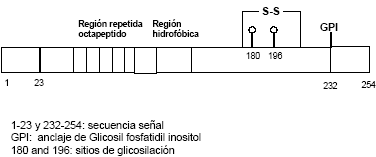 Región repetida
octapeptido
Región
hidrofóbica
S-S
GPI
180
196
1
23
232
254
1-23 y 232-254: secuencia señal
GPI: anclaje de Glicosil fosfatidil inositol
180 and 196: sitios de glicosilación